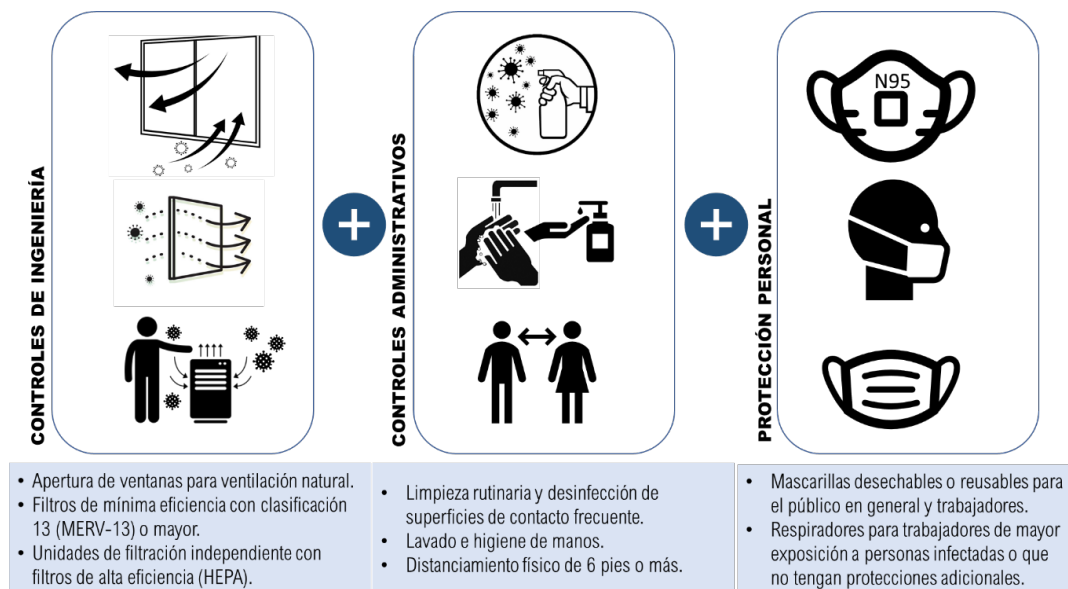 CONTROLES DE INGENIERÍA
CONTROLES ADMINISTRATIVOS
N95
PROTECCIÓN PERSONAL
• Apertura de ventanas para ventilación natural.
• Filtros de mínima eficiencia con clasificación
13 (MERV-13) o mayor.
• Unidades de filtración independiente con
filtros de alta eficiencia (HEPA).
• Limpieza rutinaria y desinfección de
superficies de contacto frecuente.
• Lavado e higiene de manos.
• Distanciamiento físico de 6 pies o más.
• Mascarillas desechables o reusables para
el público en general y trabajadores.
• Respiradores para trabajadores de mayor
exposición a personas infectadas o que
no tengan protecciones adicionales.